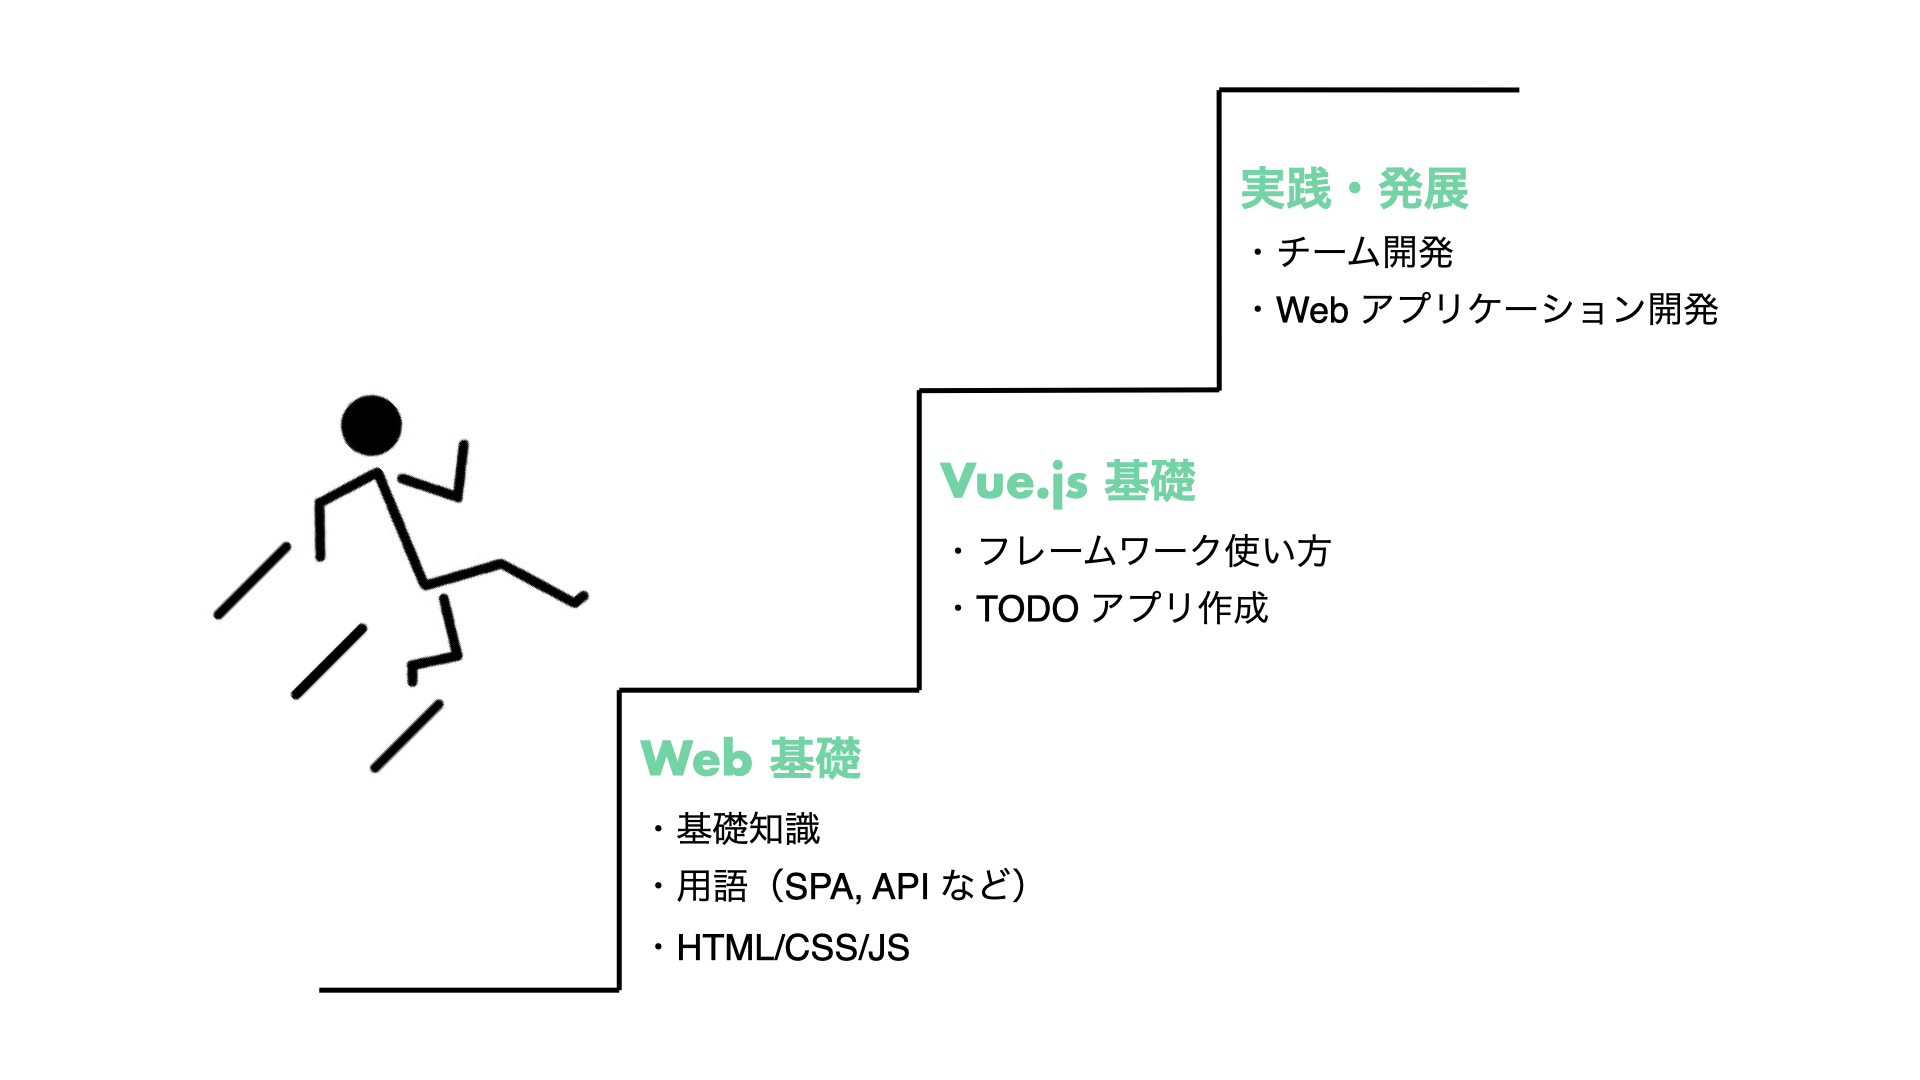 実践・発展
・チーム開発
・Web アプリケーション開発
Vue.js 基礎
・フレームワーク使い方
・TODO アプリ作成
Web 基礎
・基礎知識
・用語（SPA, API など）
・HTML/CSS/JS